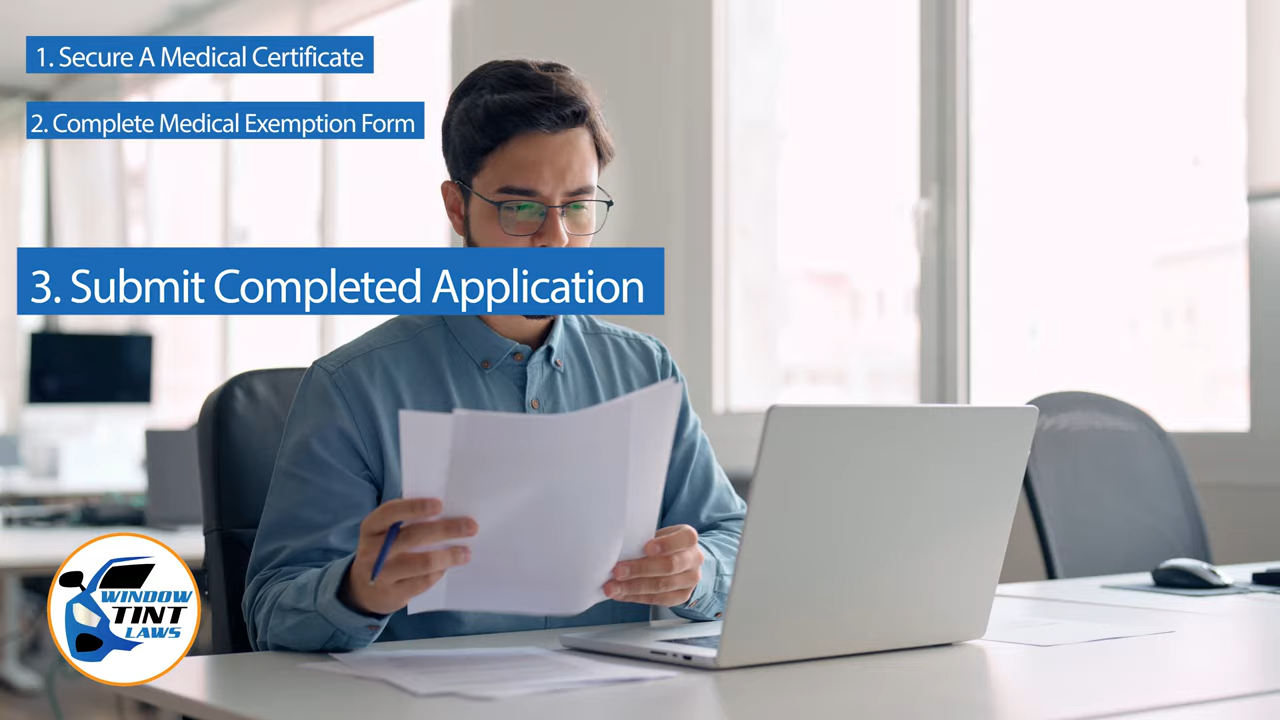 1. Secure A Medical Certificate
2. Complete Medical Exemption Form
3. Submit Completed Application
WINDOW
TINT
LAWS